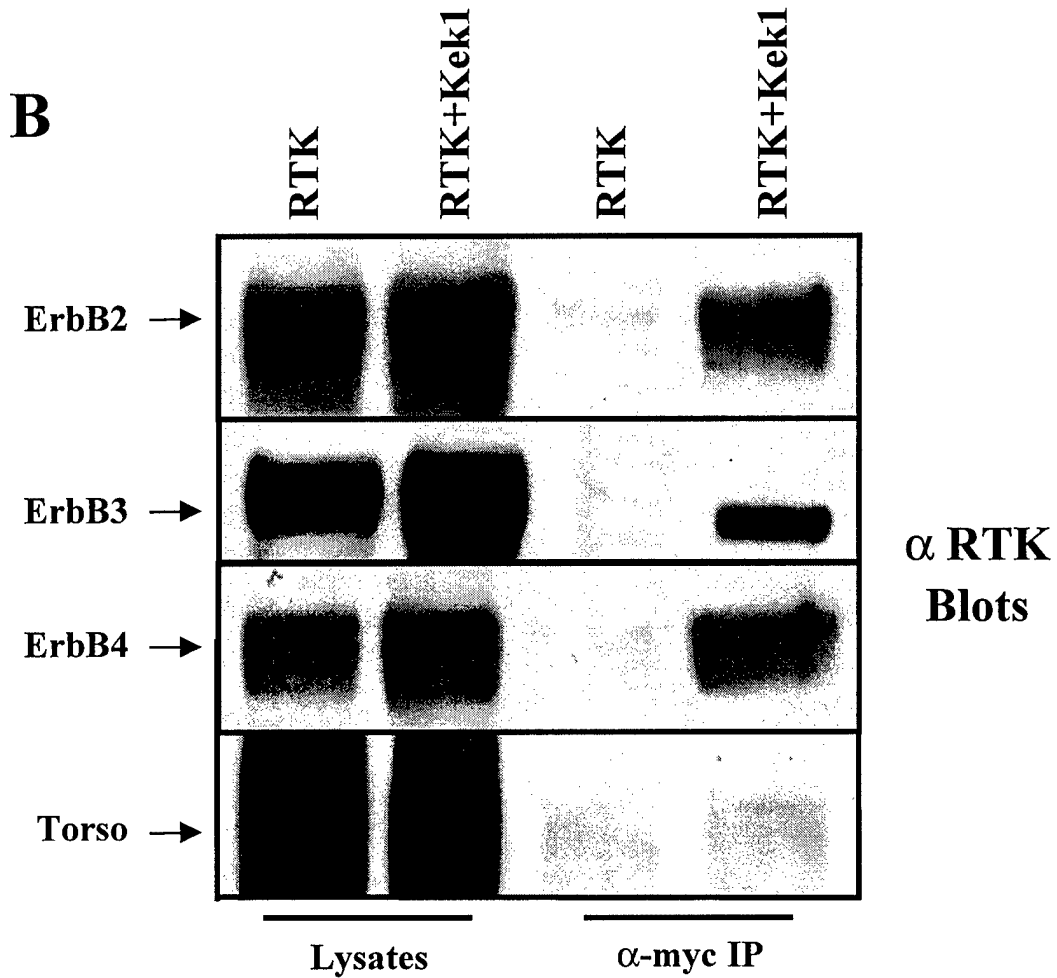 B
RTK
RTK+Kek1
RTK
RTK+Kek1
ErbB2
ErbB3
ErbB4
Torso
α RTK
Blots
Lysates
α-myc IP